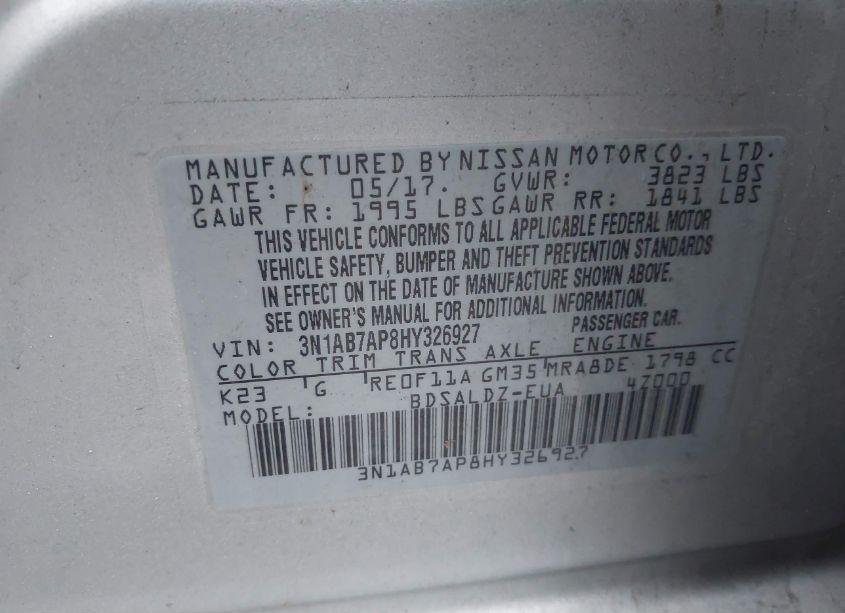 MANUFACTURED BY NISSAN MOTOR CO., LTD.
DATE: 05/17. GVWR: 3823 LBS
GAWR FR: 1995 LBS GAWR RR: 1841 LBS
THIS VEHICLE CONFORMS TO ALL APPLICABLE FEDERAL MOTOR
VEHICLE SAFETY, BUMPER AND THEFT PREVENTION STANDARDS
IN EFFECT ON THE DATE OF MANUFACTURE SHOWN ABOVE.
SEE OWNER'S MANUAL FOR ADDITIONAL INFORMATION.
VIN: 3N1AB7AP8HY326927 PASSENGER CAR.
COLOR TRIM TRANS AXLE ENGINE
K23 G RE0F11A GM35 MRA8DE 1798 CC
MODEL: BDSALDZ-EUA 47000
3N1AB7AP8HY326927